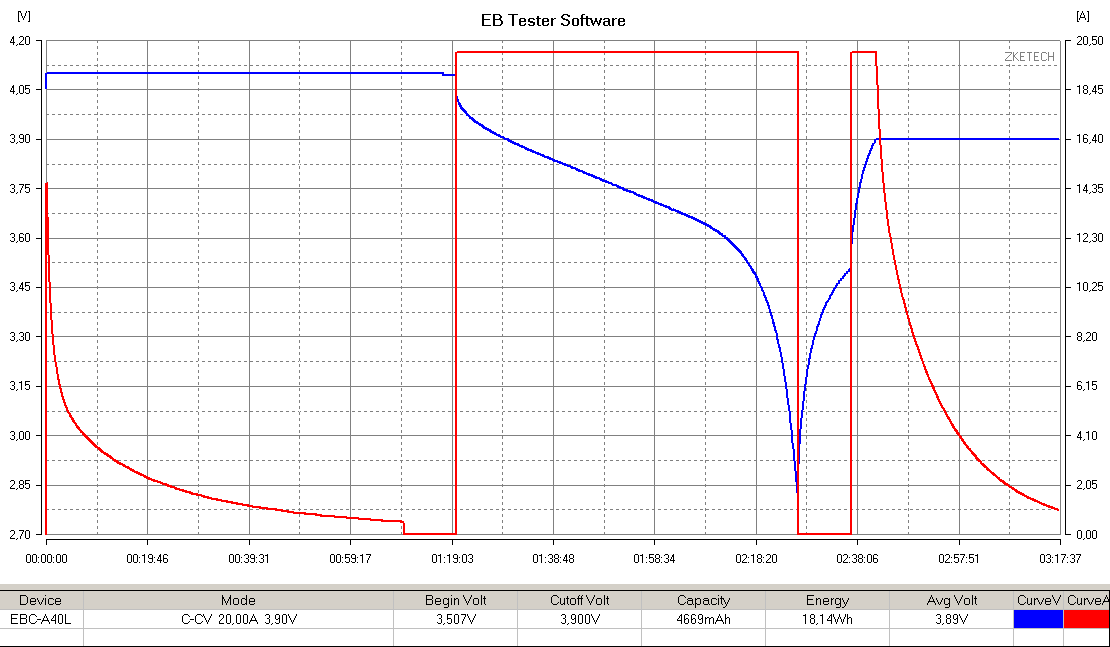 [V] EB Tester Software [A]
4,20 20,50
ZKETECH
4,05 18,45
3,90 16,40
3,75 14,35
3,60 12,30
3,45 10,25
3,30 8,20
3,15 6,15
3,00 4,10
2,85 2,05
2,70 0,00
00:00:00 00:19:46 00:39:31 00:59:17 01:19:03 01:38:48 01:58:34 02:18:20 02:38:06 02:57:51 03:17:37
Device Mode Begin Volt Cutoff Volt Capacity Energy Avg Volt CurveV CurveA
EBC-A40L C-CV 20,00A 3,90V 3,507V 3,900V 4669mAh 18,14Wh 3,89V